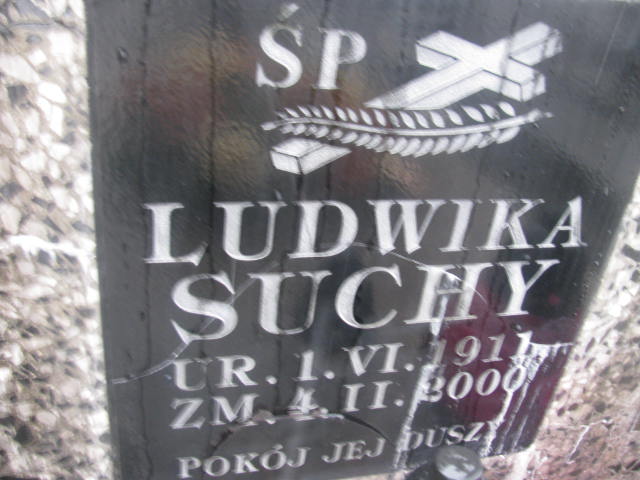 ŚP
LUDWIKA
SUCHY
UR. 1. VI. 1911
ZM. 4. II. 2000
POKÓJ JEJ DUSZY